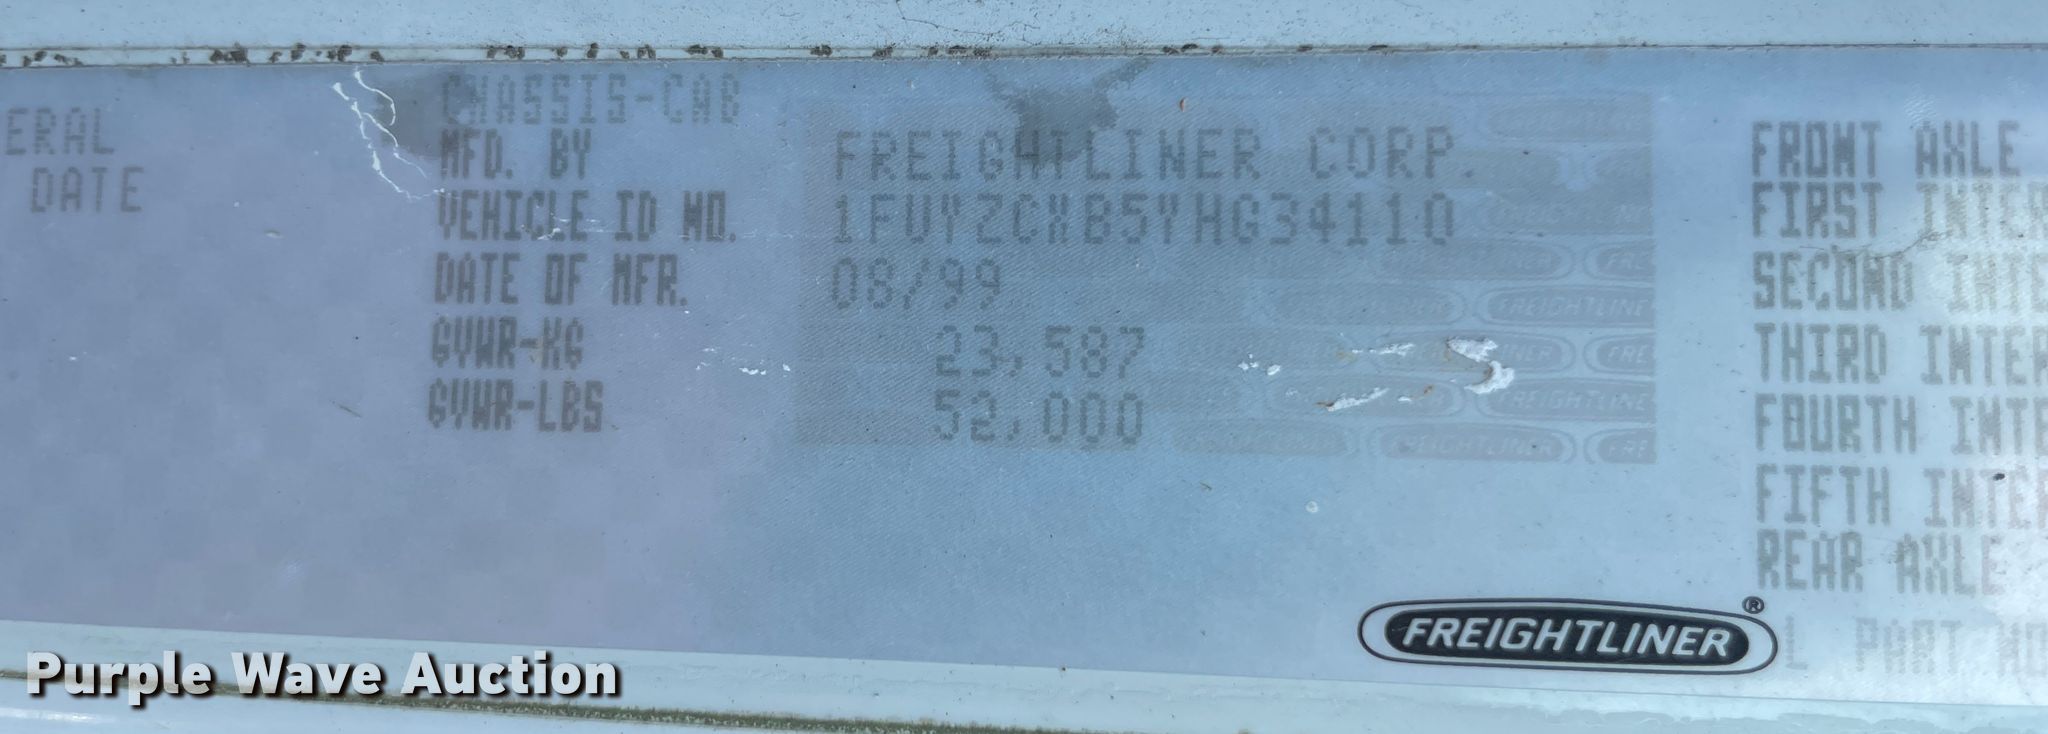 ERAL
DATE
CHASSIS-CAB
MFD. BY FREIGHTLINER CORP.
VEHICLE ID NO. 1FUYZCXB5YHG34110
DATE OF MFR. 08/99
GVWR-KG 23,587
GVWR-LBS 52,000
FRONT AXLE
FIRST INTER
SECOND INTE
THIRD INTER
FOURTH INTE
FIFTH INTER
REAR AXLE
FREIGHTLINER®
PART NO
Purple Wave Auction